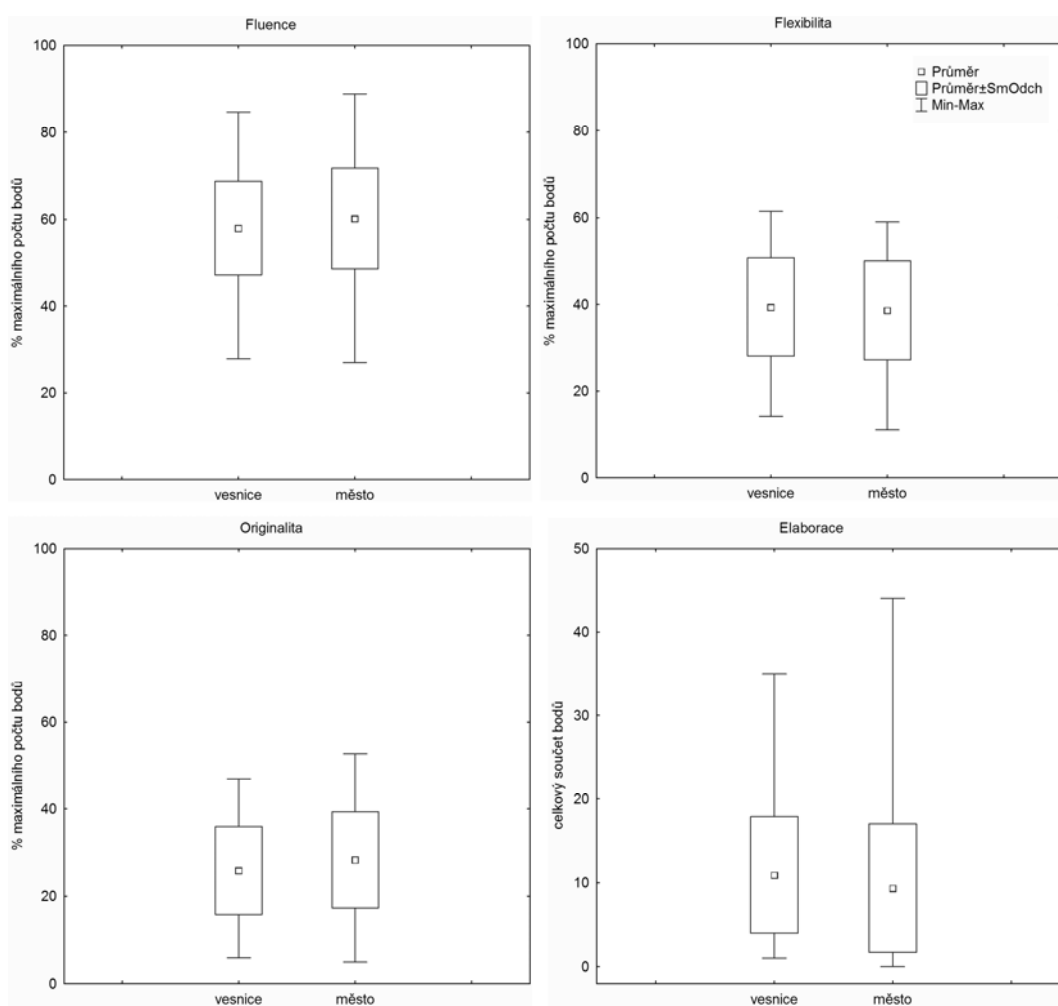 Fluence
100
80
60
40
20
0
% maximálního počtu bodů
vesnice
město
Flexibilita
100
80
60
40
20
0
% maximálního počtu bodů
Průměr
Průměr±SmOdch
Min-Max
vesnice
město
Originalita
100
80
60
40
20
0
% maximálního počtu bodů
vesnice
město
Elaborace
50
40
30
20
10
0
celkový součet bodů
vesnice
město